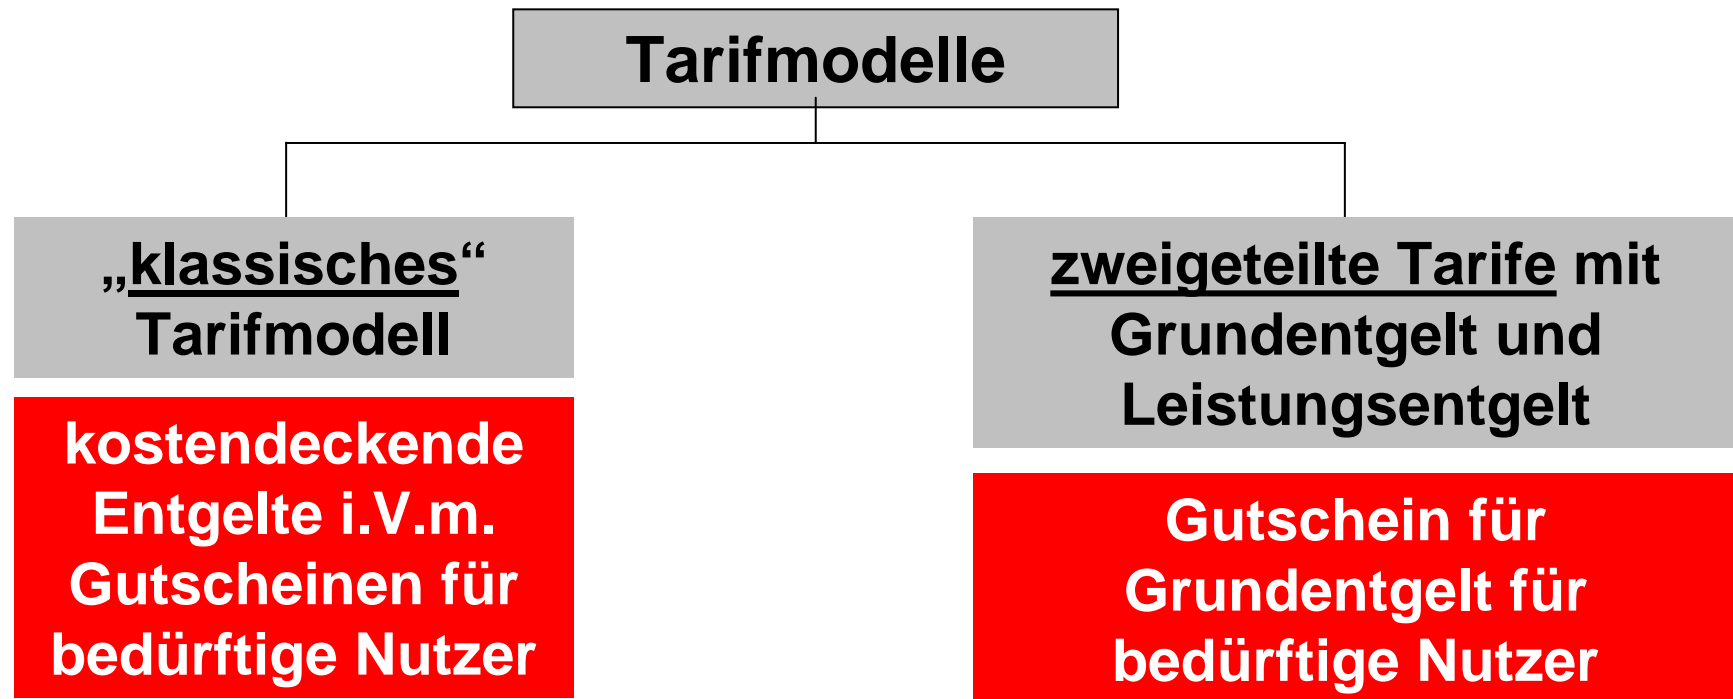 Tarifmodelle
„klassisches“
Tarifmodell
kostendeckende
Entgelte i.V.m.
Gutscheinen für
bedürftige Nutzer
zweigeteilte Tarife mit
Grundentgelt und
Leistungsentgelt
Gutschein für
Grundentgelt für
bedürftige Nutzer